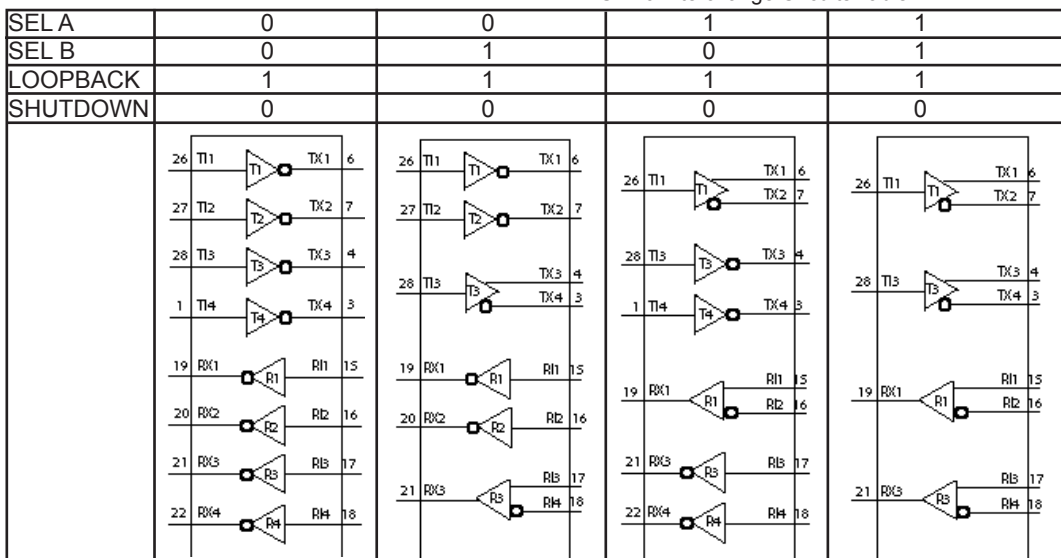 SEL A 0 0 1 1
SEL B 0 1 0 1
LOOPBACK 1 1 1 1
SHUTDOWN 0 0 0 0
26 TI1 T1 TX1 6
27 TI2 T2 TX2 7
28 TI3 T3 TX3 4
1 TI4 T4 TX4 3
19 RX1 R1 RI1 15
20 RX2 R2 RI2 16
21 RX3 R3 RI3 17
22 RX4 R4 RI4 18
26 TI1 T1 TX1 6
27 TI2 T2 TX2 7
28 TI3 T3 TX3 4
TX4 3
19 RX1 R1 RI1 15
20 RX2 R2 RI2 16
21 RX3 R3 RI3 17
RI4 18
26 TI1 T1 TX1 6
TX2 7
28 TI3 T3 TX3 4
1 TI4 T4 TX4 3
19 RX1 R1 RI1 15
RI2 16
21 RX3 R3 RI3 17
22 RX4 R4 RI4 18
26 TI1 T1 TX1 6
TX2 7
28 TI3 T3 TX3 4
TX4 3
19 RX1 R1 RI1 15
RI2 16
21 RX3 R3 RI3 17
RI4 18